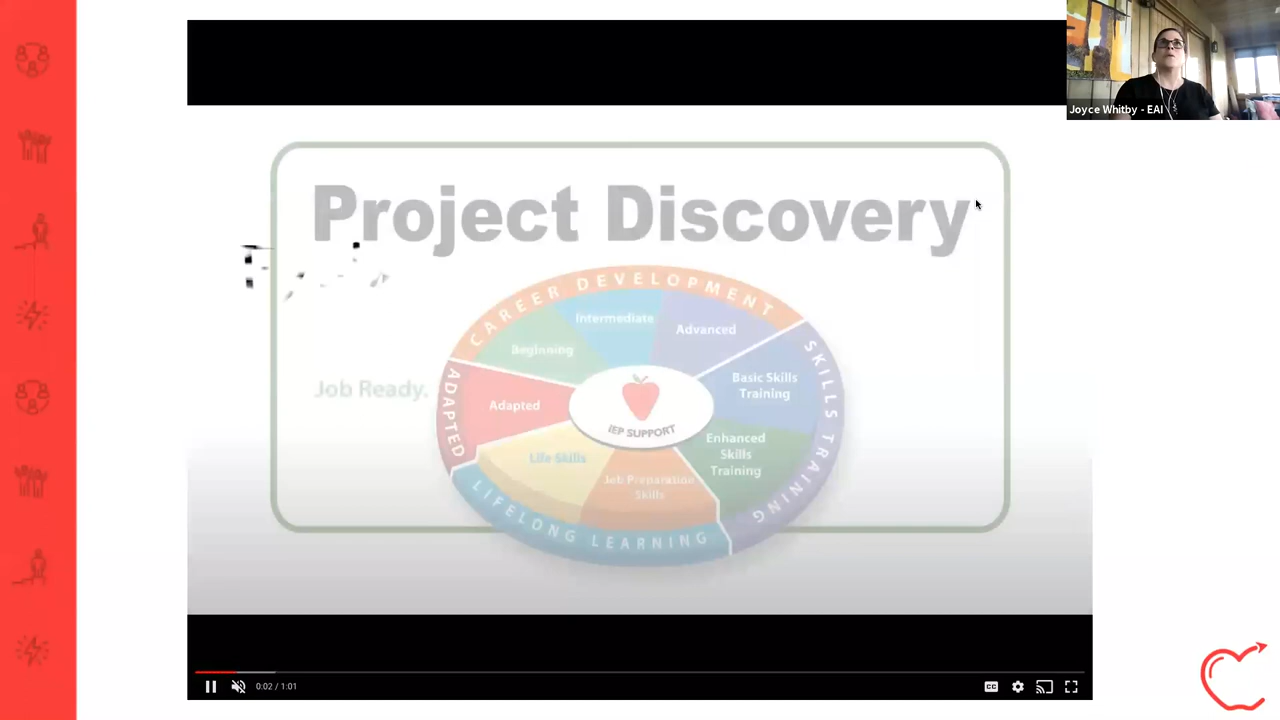 Joyce Whitby - EAI
Project Discovery
CAREER DEVELOPMENT
Intermediate
Advanced
Beginning
SKILLS TRAINING
Basic Skills
Training
Job Ready.
ADAPTED
Adapted
IEP SUPPORT
Enhanced
Skills
Training
Life Skills
Job Preparation
Skills
LIFELONG LEARNING
0:02 / 1:01
CC